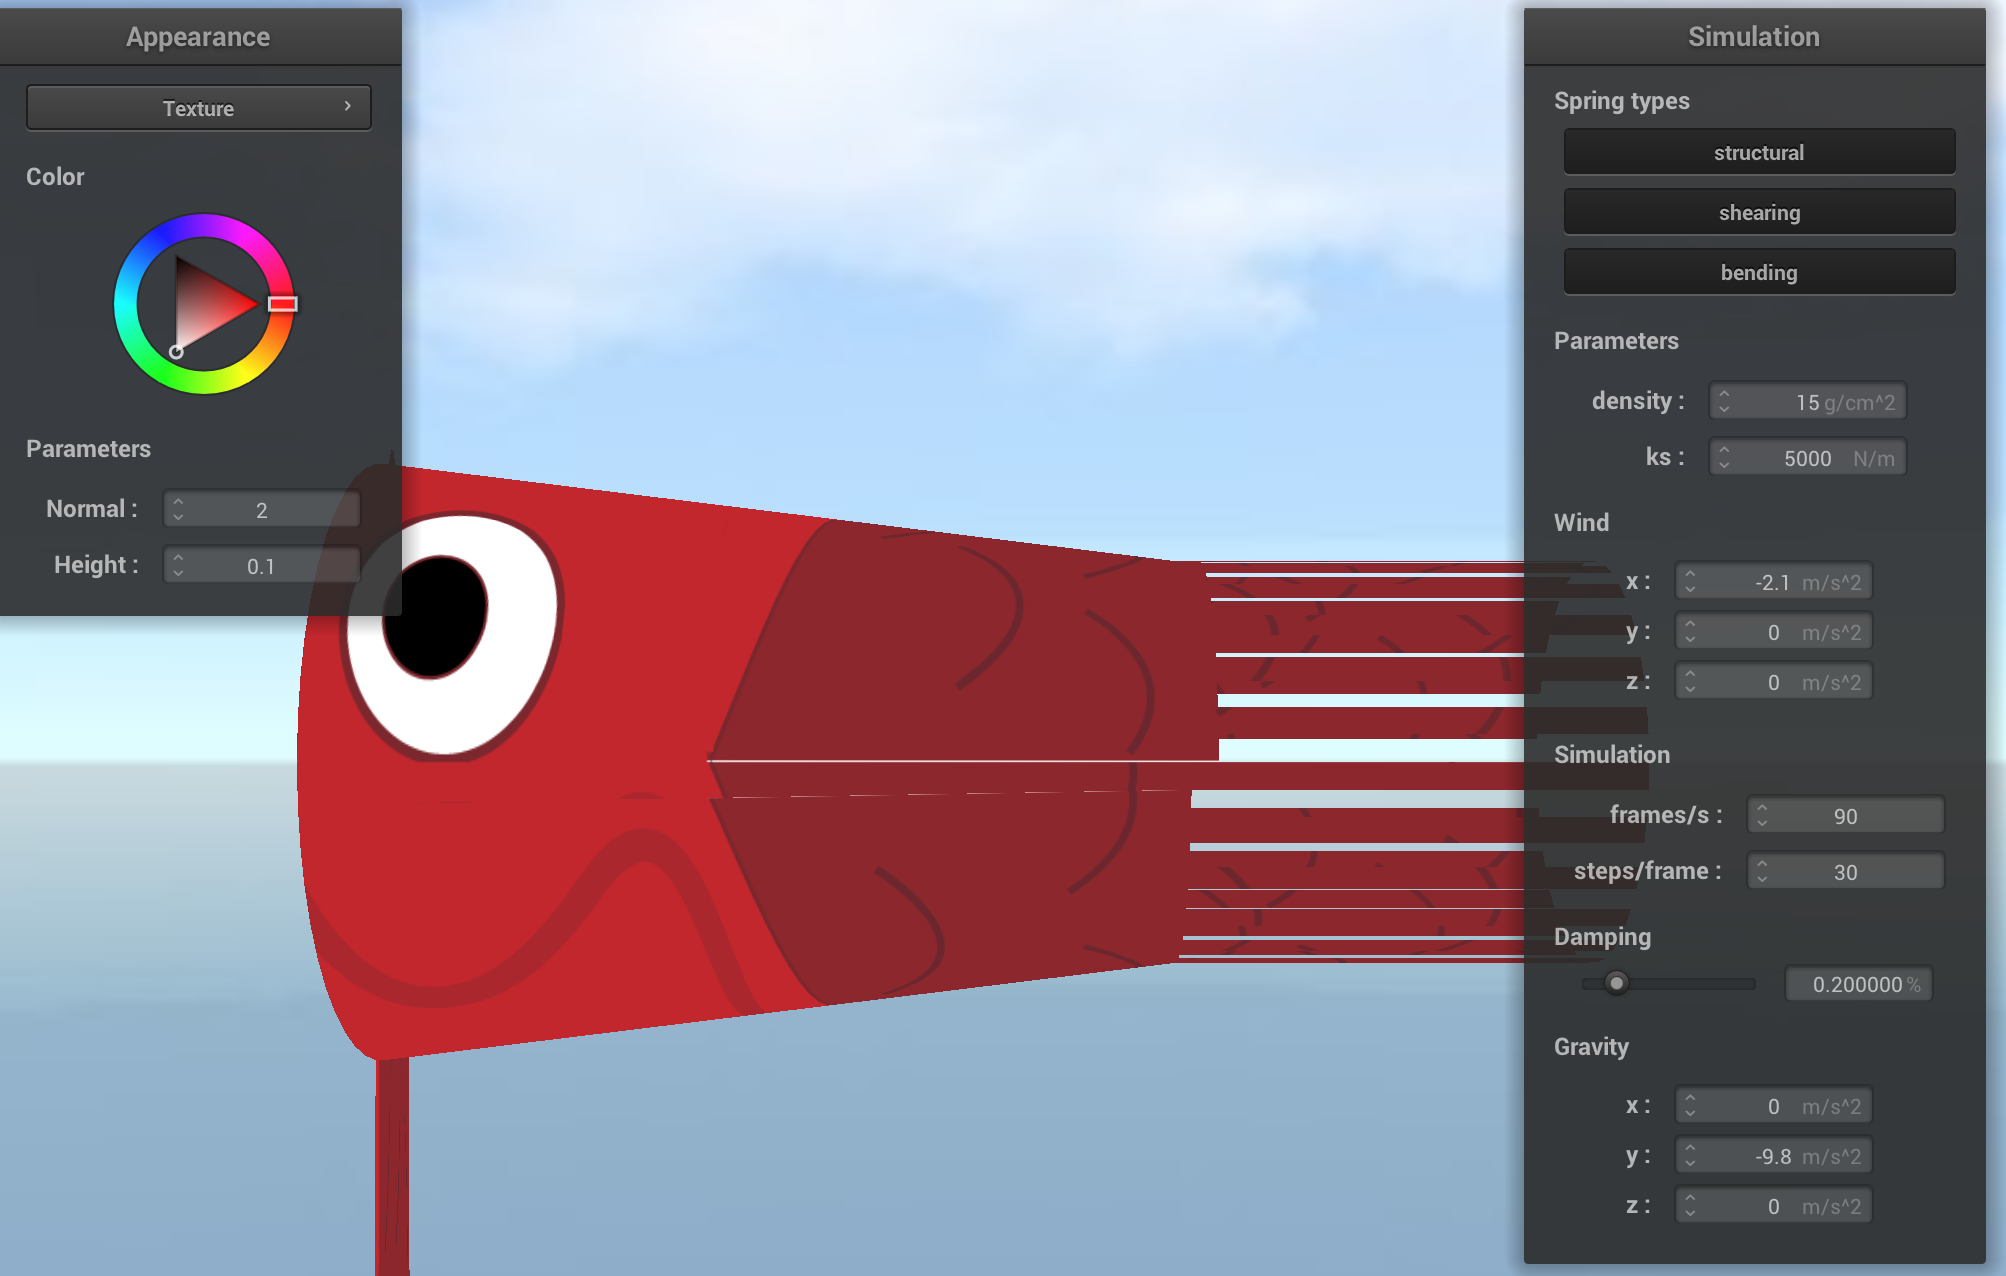 Appearance
Texture
Color
Parameters
Normal : 2
Height : 0.1
Simulation
Spring types
structural
shearing
bending
Parameters
density : 15 g/cm^2
ks : 5000 N/m
Wind
x : -2.1 m/s^2
y : 0 m/s^2
z : 0 m/s^2
Simulation
frames/s : 90
steps/frame : 30
Damping
0.200000 %
Gravity
x : 0 m/s^2
y : -9.8 m/s^2
z : 0 m/s^2